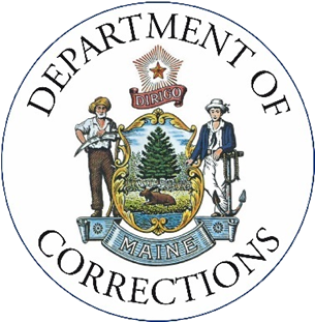 DEPARTMENT OF
DIRIGO
MAINE
CORRECTIONS